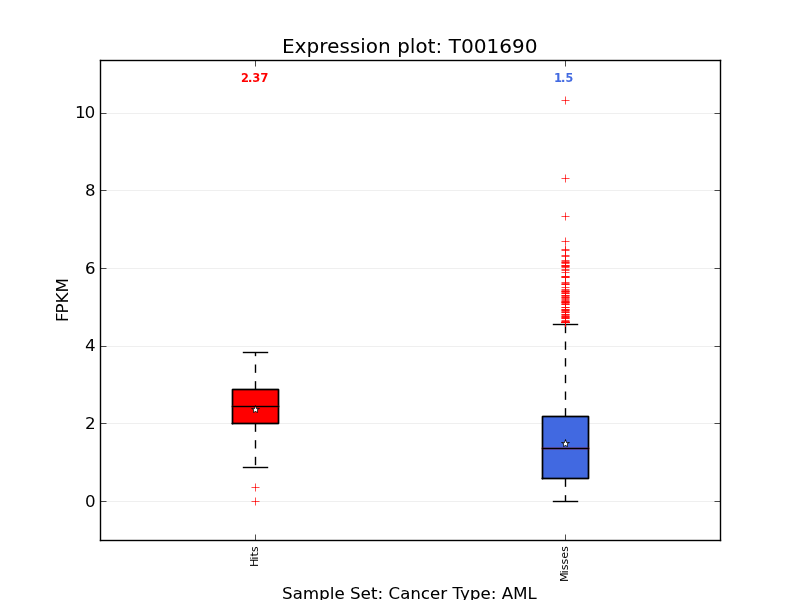 Expression plot: T001690
2.37
1.5
10
8
6
4
2
0
FPKM
Hits
Misses
Sample Set: Cancer Type: AML